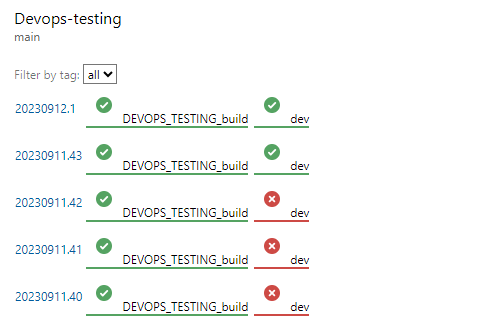 Devops-testing
main
Filter by tag: all
20230912.1 DEVOPS_TESTING_build dev
20230911.43 DEVOPS_TESTING_build dev
20230911.42 DEVOPS_TESTING_build dev
20230911.41 DEVOPS_TESTING_build dev
20230911.40 DEVOPS_TESTING_build dev